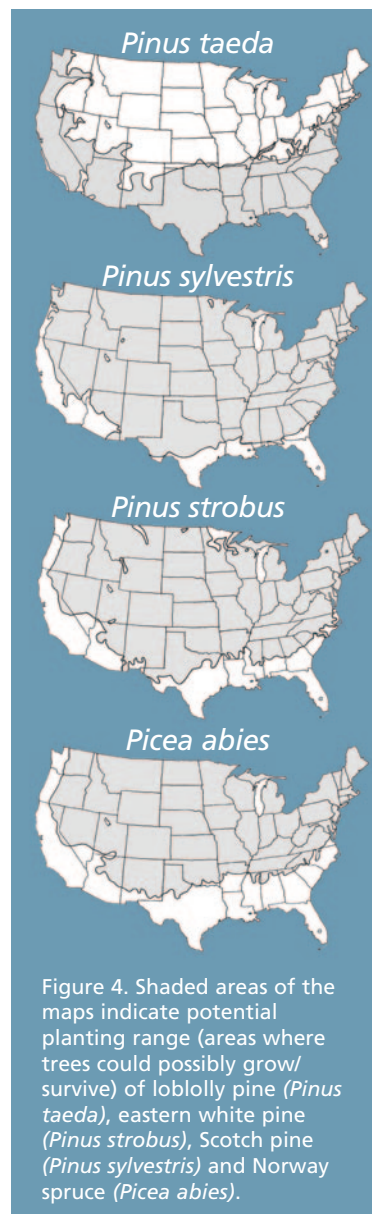 Pinus taeda
Pinus sylvestris
Pinus strobus
Picea abies
Figure 4. Shaded areas of the
maps indicate potential
planting range (areas where
trees could possibly grow/
survive) of loblolly pine (Pinus
taeda), eastern white pine
(Pinus strobus), Scotch pine
(Pinus sylvestris) and Norway
spruce (Picea abies).